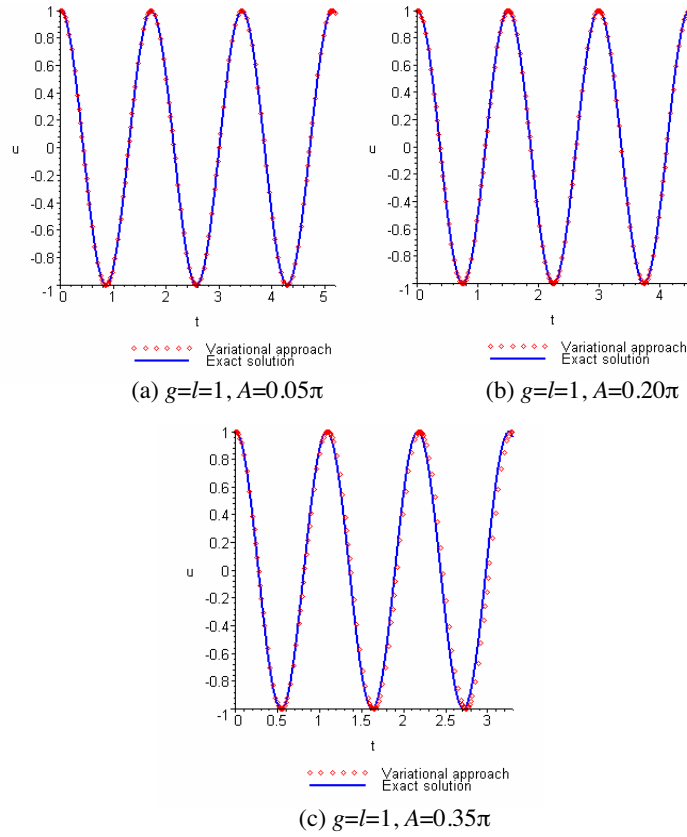 1
0.8
0.6
0.4
0.2
u 0
-0.2
-0.4
-0.6
-0.8
-1
0 1 2 3 4 5
t
Variational approach
Exact solution
(a) g=l=1, A=0.05π
1
0.8
0.6
0.4
0.2
u 0
-0.2
-0.4
-0.6
-0.8
-1
0 1 2 3 4
t
Variational approach
Exact solution
(b) g=l=1, A=0.20π
1
0.8
0.6
0.4
0.2
u 0
-0.2
-0.4
-0.6
-0.8
-1
0 0.5 1 1.5 2 2.5 3
t
Variational approach
Exact solution
(c) g=l=1, A=0.35π